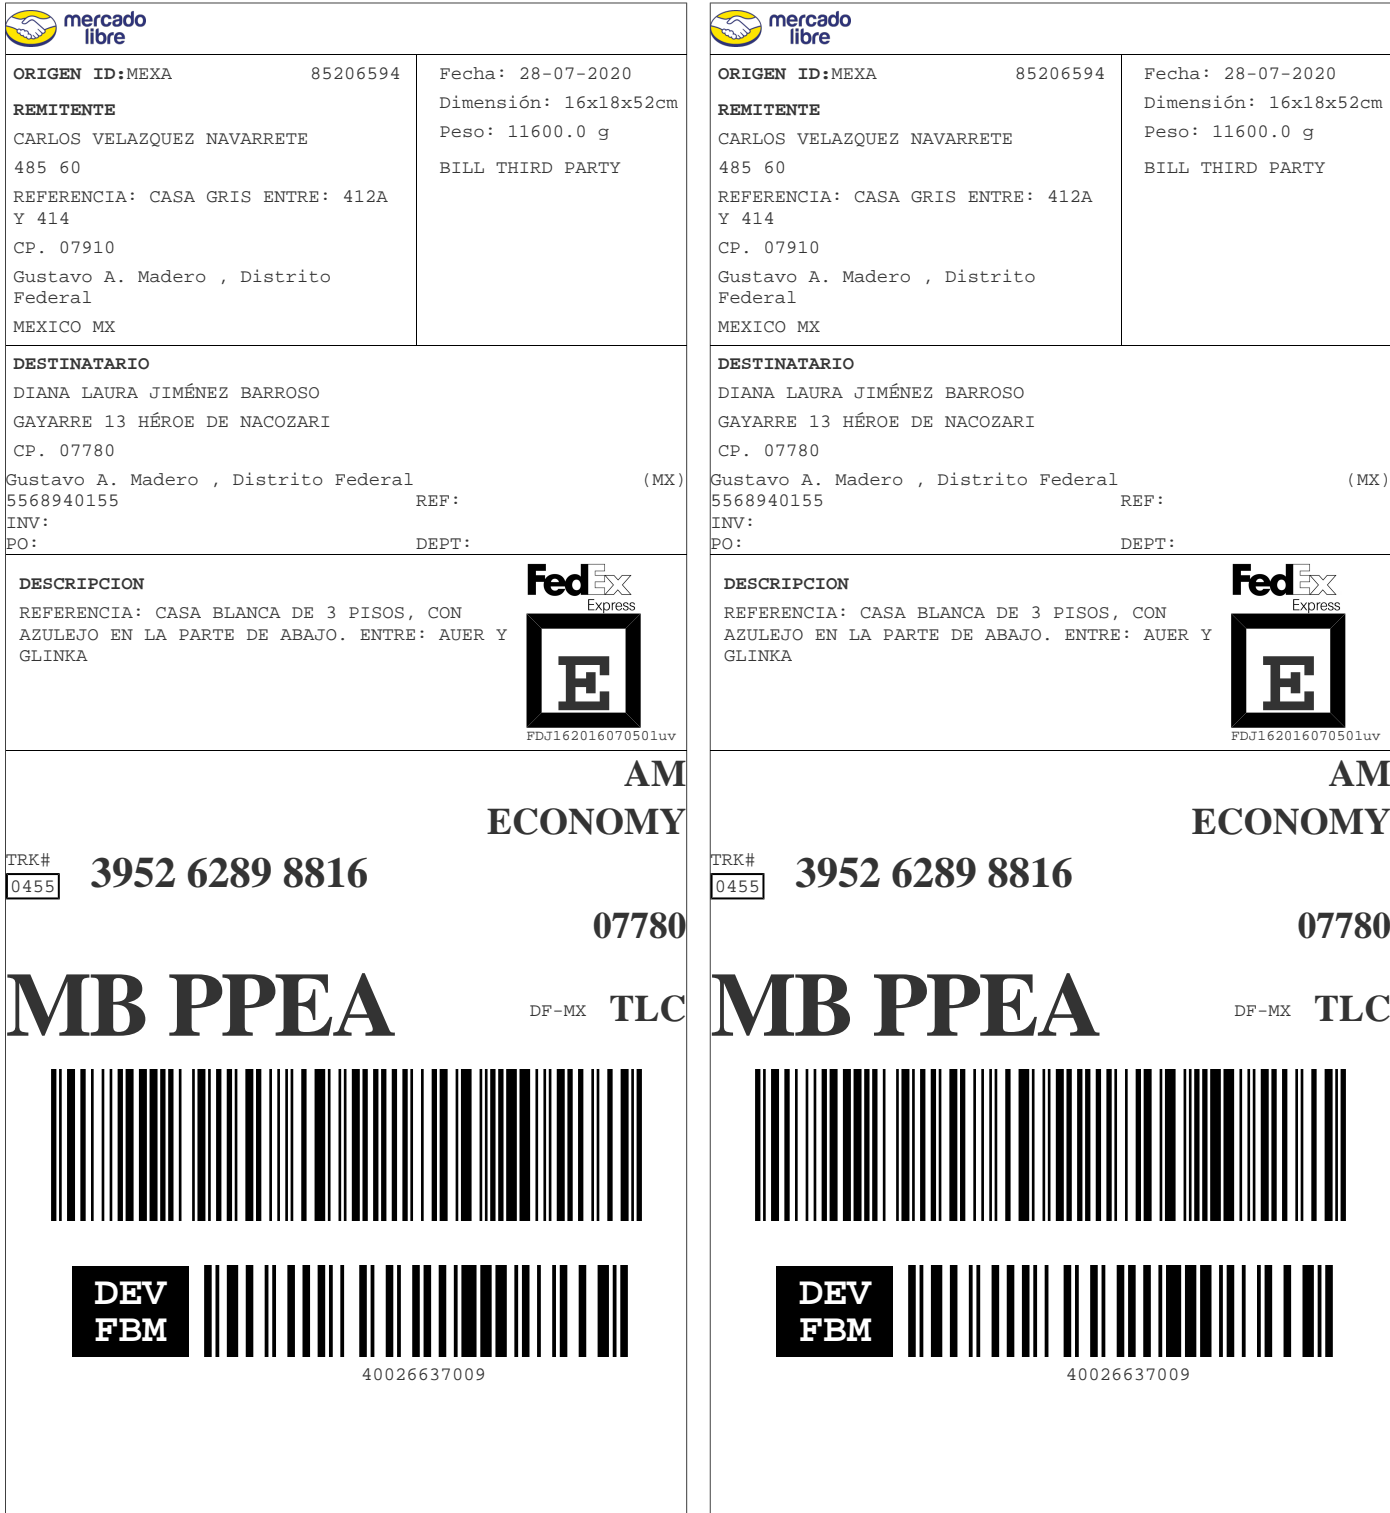 mercado
libre
ORIGEN ID:MEXA 85206594
REMITENTE
CARLOS VELAZQUEZ NAVARRETE
485 60
REFERENCIA: CASA GRIS ENTRE: 412A
Y 414
CP. 07910
Gustavo A. Madero , Distrito
Federal
MEXICO MX
Fecha: 28-07-2020
Dimensión: 16x18x52cm
Peso: 11600.0 g
BILL THIRD PARTY
DESTINATARIO
DIANA LAURA JIMÉNEZ BARROSO
GAYARRE 13 HÉROE DE NACOZARI
CP. 07780
Gustavo A. Madero , Distrito Federal (MX)
5568940155 REF:
INV:
PO: DEPT:
DESCRIPCION
REFERENCIA: CASA BLANCA DE 3 PISOS, CON
AZULEJO EN LA PARTE DE ABAJO. ENTRE: AUER Y
GLINKA
FedEx
Express
E
FDJ162016070501uv
AM
ECONOMY
TRK#
0455 3952 6289 8816
07780
MB PPEA DF-MX TLC
DEV
FBM
40026637009
mercado
libre
ORIGEN ID:MEXA 85206594
REMITENTE
CARLOS VELAZQUEZ NAVARRETE
485 60
REFERENCIA: CASA GRIS ENTRE: 412A
Y 414
CP. 07910
Gustavo A. Madero , Distrito
Federal
MEXICO MX
Fecha: 28-07-2020
Dimensión: 16x18x52cm
Peso: 11600.0 g
BILL THIRD PARTY
DESTINATARIO
DIANA LAURA JIMÉNEZ BARROSO
GAYARRE 13 HÉROE DE NACOZARI
CP. 07780
Gustavo A. Madero , Distrito Federal (MX)
5568940155 REF:
INV:
PO: DEPT:
DESCRIPCION
REFERENCIA: CASA BLANCA DE 3 PISOS, CON
AZULEJO EN LA PARTE DE ABAJO. ENTRE: AUER Y
GLINKA
FedEx
Express
E
FDJ162016070501uv
AM
ECONOMY
TRK#
0455 3952 6289 8816
07780
MB PPEA DF-MX TLC
DEV
FBM
40026637009